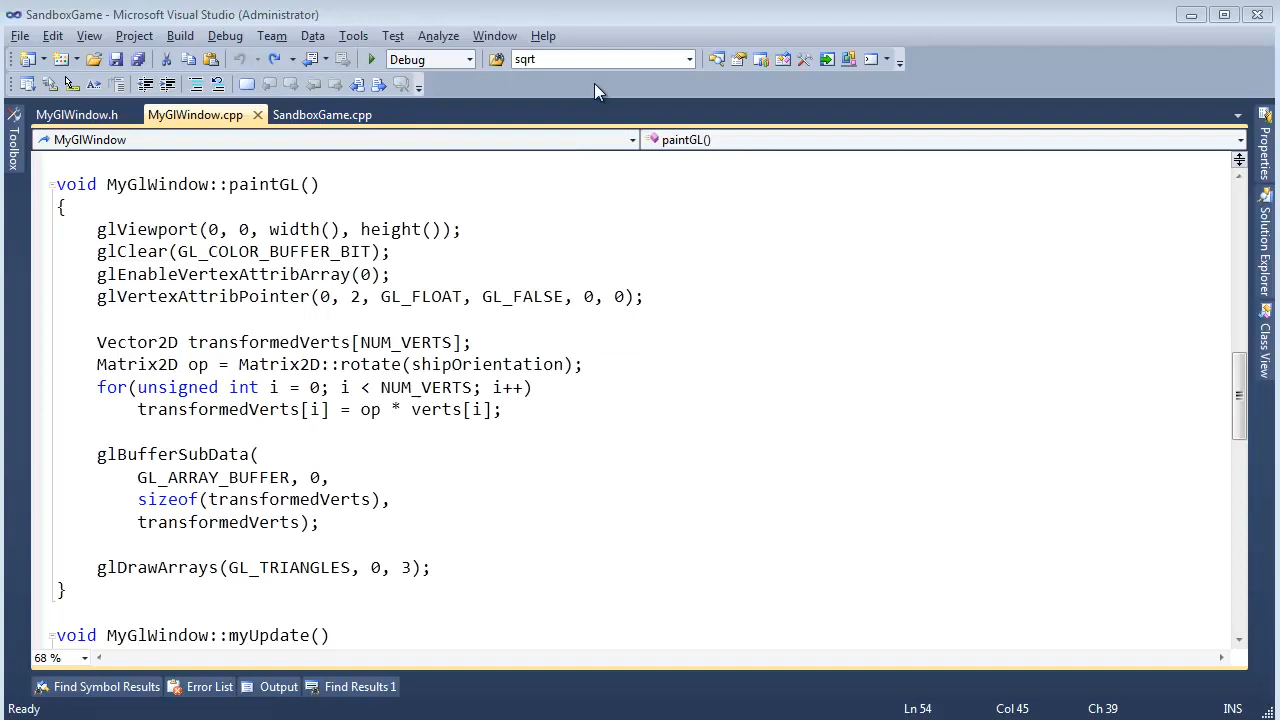 SandboxGame - Microsoft Visual Studio (Administrator)
File Edit View Project Build Debug Team Data Tools Test Analyze Window Help
Debug sqrt
MyGlWindow.h MyGlWindow.cpp SandboxGame.cpp
MyGlWindow paintGL()
void MyGlWindow::paintGL()
{
glViewport(0, 0, width(), height());
glClear(GL_COLOR_BUFFER_BIT);
glEnableVertexAttribArray(0);
glVertexAttribPointer(0, 2, GL_FLOAT, GL_FALSE, 0, 0);
Vector2D transformedVerts[NUM_VERTS];
Matrix2D op = Matrix2D::rotate(shipOrientation);
for(unsigned int i = 0; i < NUM_VERTS; i++)
transformedVerts[i] = op * verts[i];
glBufferSubData(
GL_ARRAY_BUFFER, 0,
sizeof(transformedVerts),
transformedVerts);
glDrawArrays(GL_TRIANGLES, 0, 3);
}
void MyGlWindow::myUpdate()
68 %
Toolbox
Properties
Solution Explorer
Class View
Find Symbol Results Error List Output Find Results 1
Ready Ln 54 Col 45 Ch 39 INS